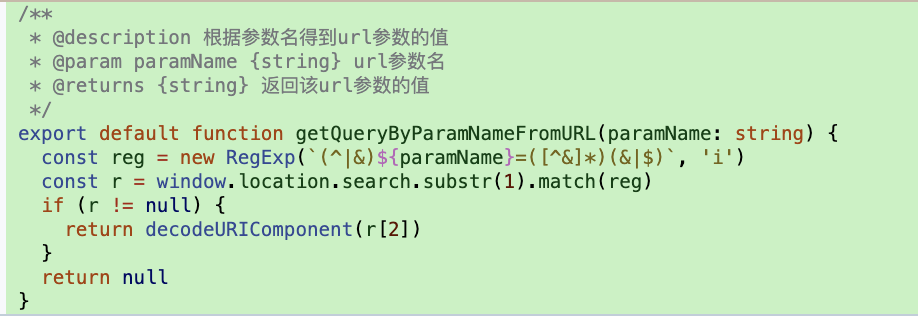 /**
 * @description 根据参数名得到url参数的值
 * @param paramName {string} url参数名
 * @returns {string} 返回该url参数的值
 */
export default function getQueryByParamNameFromURL(paramName: string) {
  const reg = new RegExp(`(^|&)${paramName}=([^&]*)(&|$)`, 'i')
  const r = window.location.search.substr(1).match(reg)
  if (r != null) {
    return decodeURIComponent(r[2])
  }
  return null
}